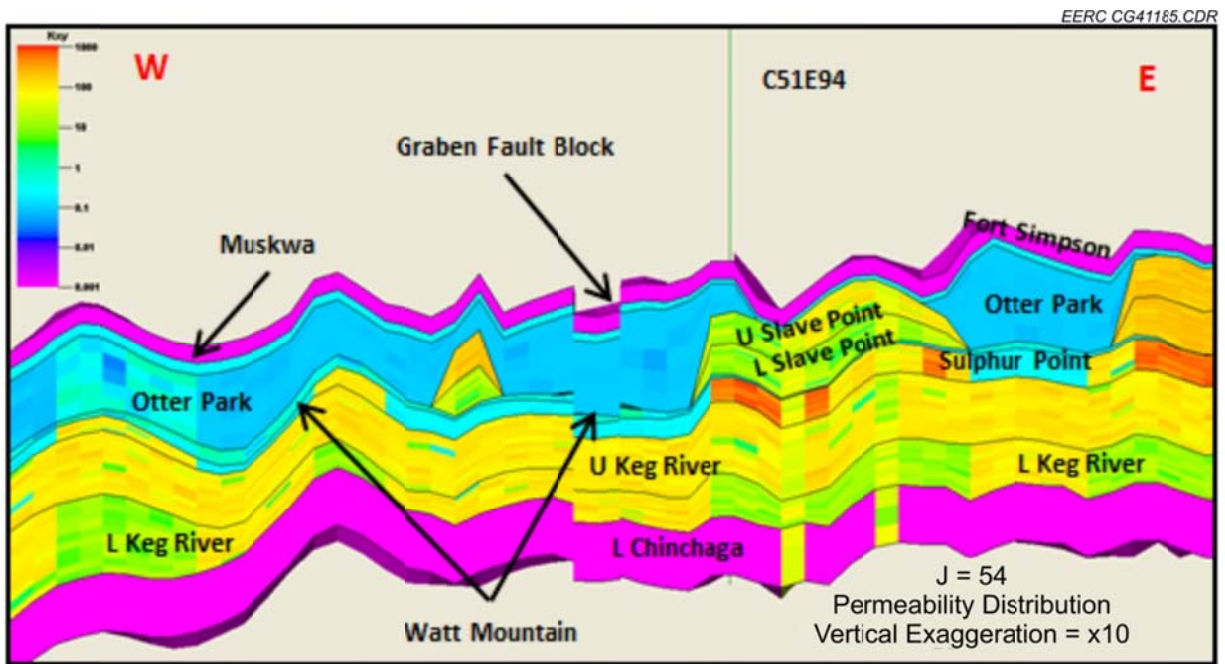 EERC CG41185.CDR
Kxy
1000
100
10
1
0.1
0.01
0.001
W
C51E94
E
Graben Fault Block
Muskwa
Fort Simpson
Otter Park
U Slave Point
L Slave Point
Sulphur Point
Otter Park
U Keg River
L Keg River
L Keg River
L Chinchaga
Watt Mountain
J = 54
Permeability Distribution
Vertical Exaggeration = x10